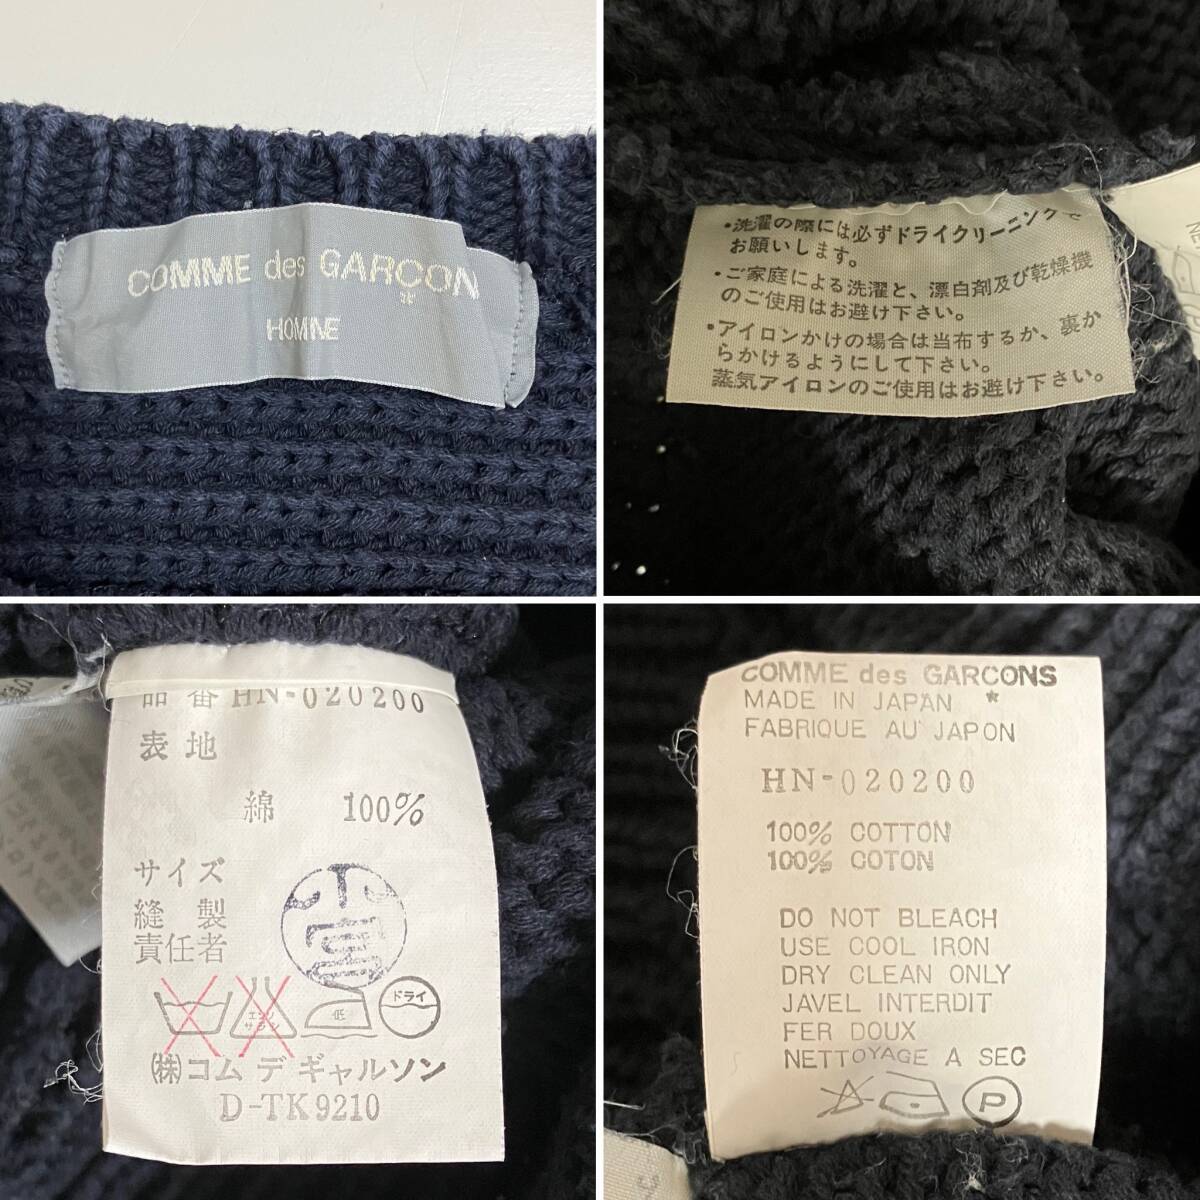 COMME des GARCON
*
HOMME
•洗濯の際には必ずドライクリーニングで
お願いします。
•ご家庭による洗濯と、漂白剤及び乾燥機
のご使用はお避け下さい。
•アイロンかけの場合は当布するか、裏か
らかけるようにして下さい。
蒸気アイロンのご使用はお避け下さい。
品番 HN-020200
表地
綿 100%
サイズ
縫製
責任者
エンソ
サラシ
低
ドライ
(株)コム デ ギャルソン
D-TK9210
COMME des GARCONS
MADE IN JAPAN *
FABRIQUE AU JAPON
HN-020200
100% COTTON
100% COTON
DO NOT BLEACH
USE COOL IRON
DRY CLEAN ONLY
JAVEL INTERDIT
FER DOUX
NETTOYAGE A SEC
P